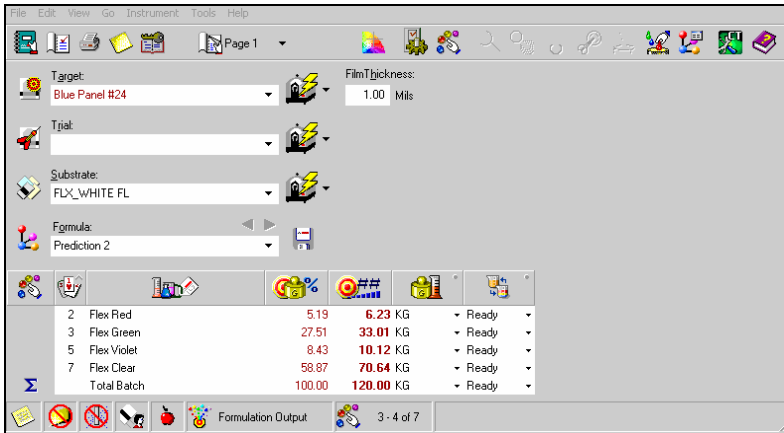 File Edit View Go Instrument Tools Help
Page 1
Target:
FilmThickness:
Blue Panel #24
1.00 Mils
Trial:
Substrate:
FLX_WHITE FL
Formula:
Prediction 2
% ##
G G
2 Flex Red 5.19 6.23 KG Ready
3 Flex Green 27.51 33.01 KG Ready
5 Flex Violet 8.43 10.12 KG Ready
7 Flex Clear 58.87 70.64 KG Ready
Σ Total Batch 100.00 120.00 KG Ready
Formulation Output 3 - 4 of 7